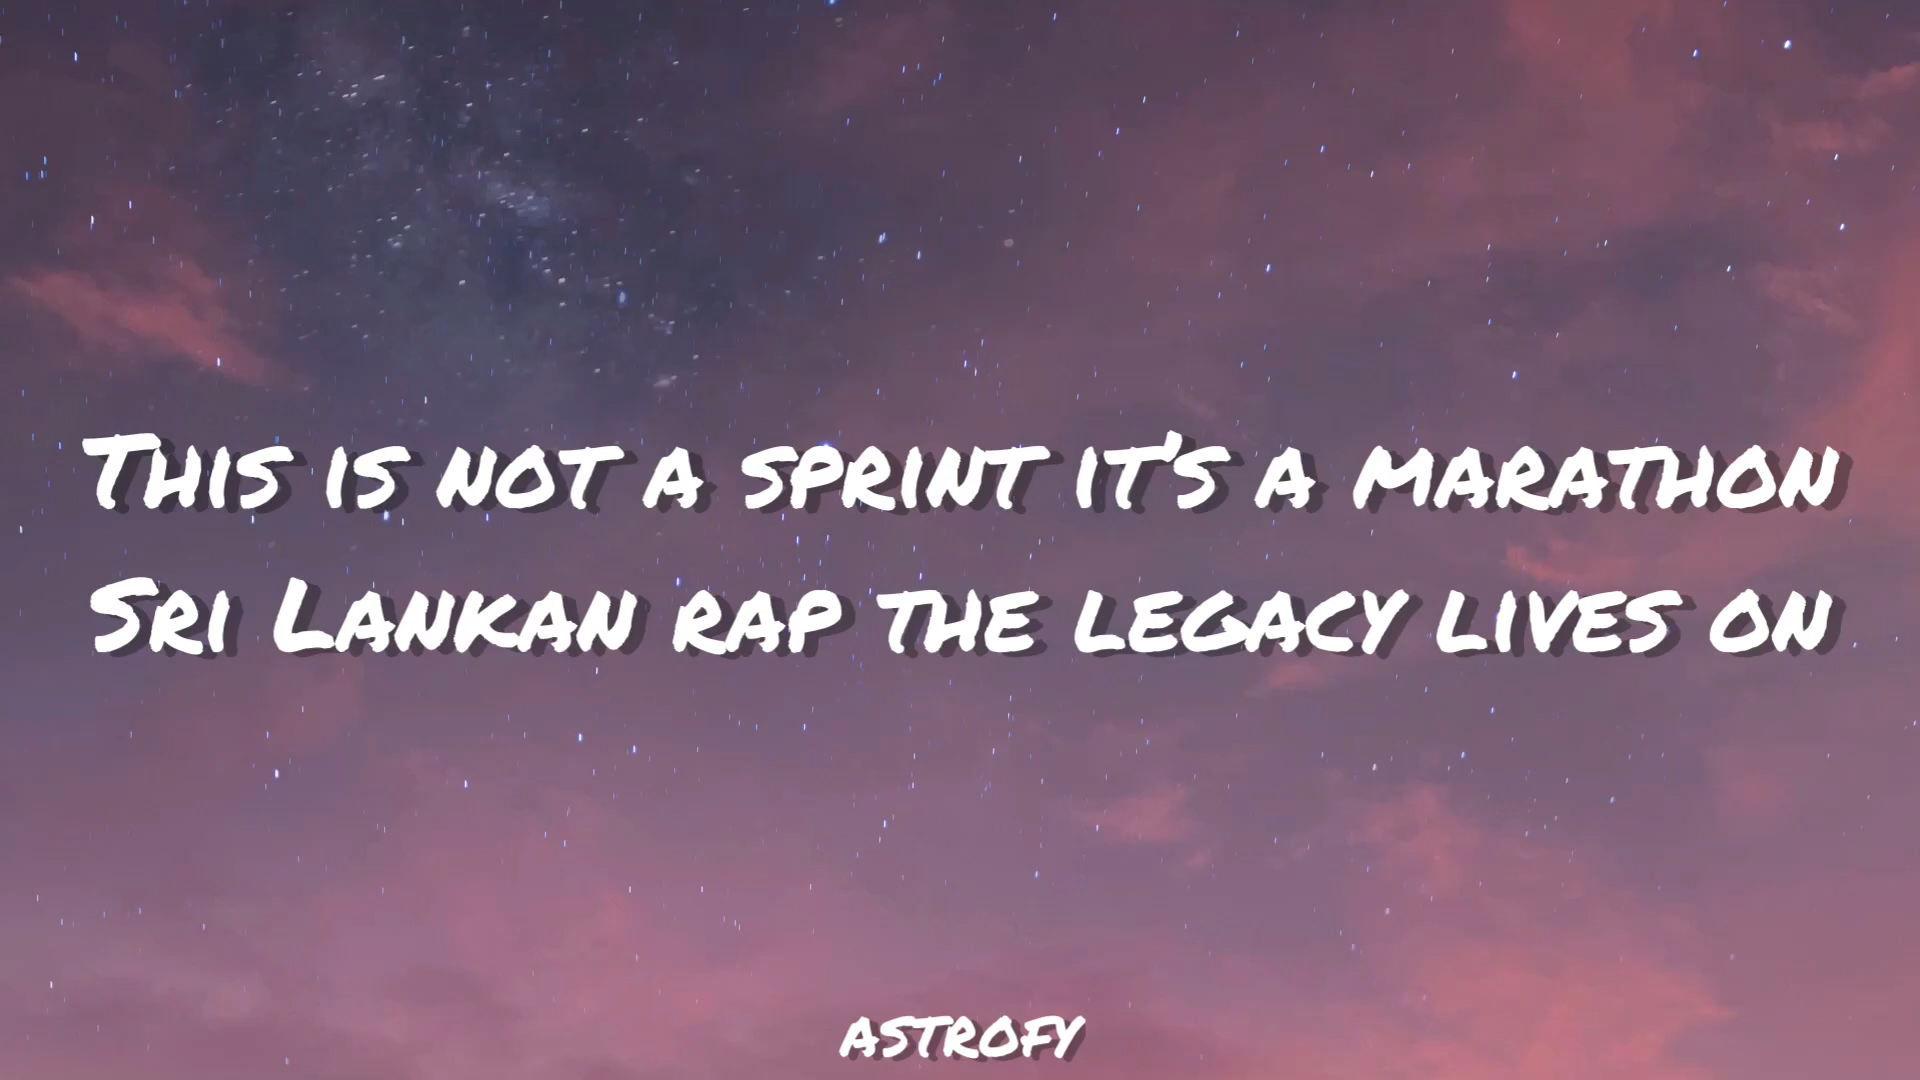 This is not a sprint it's a marathon
Sri Lankan rap the legacy lives on
astrofy